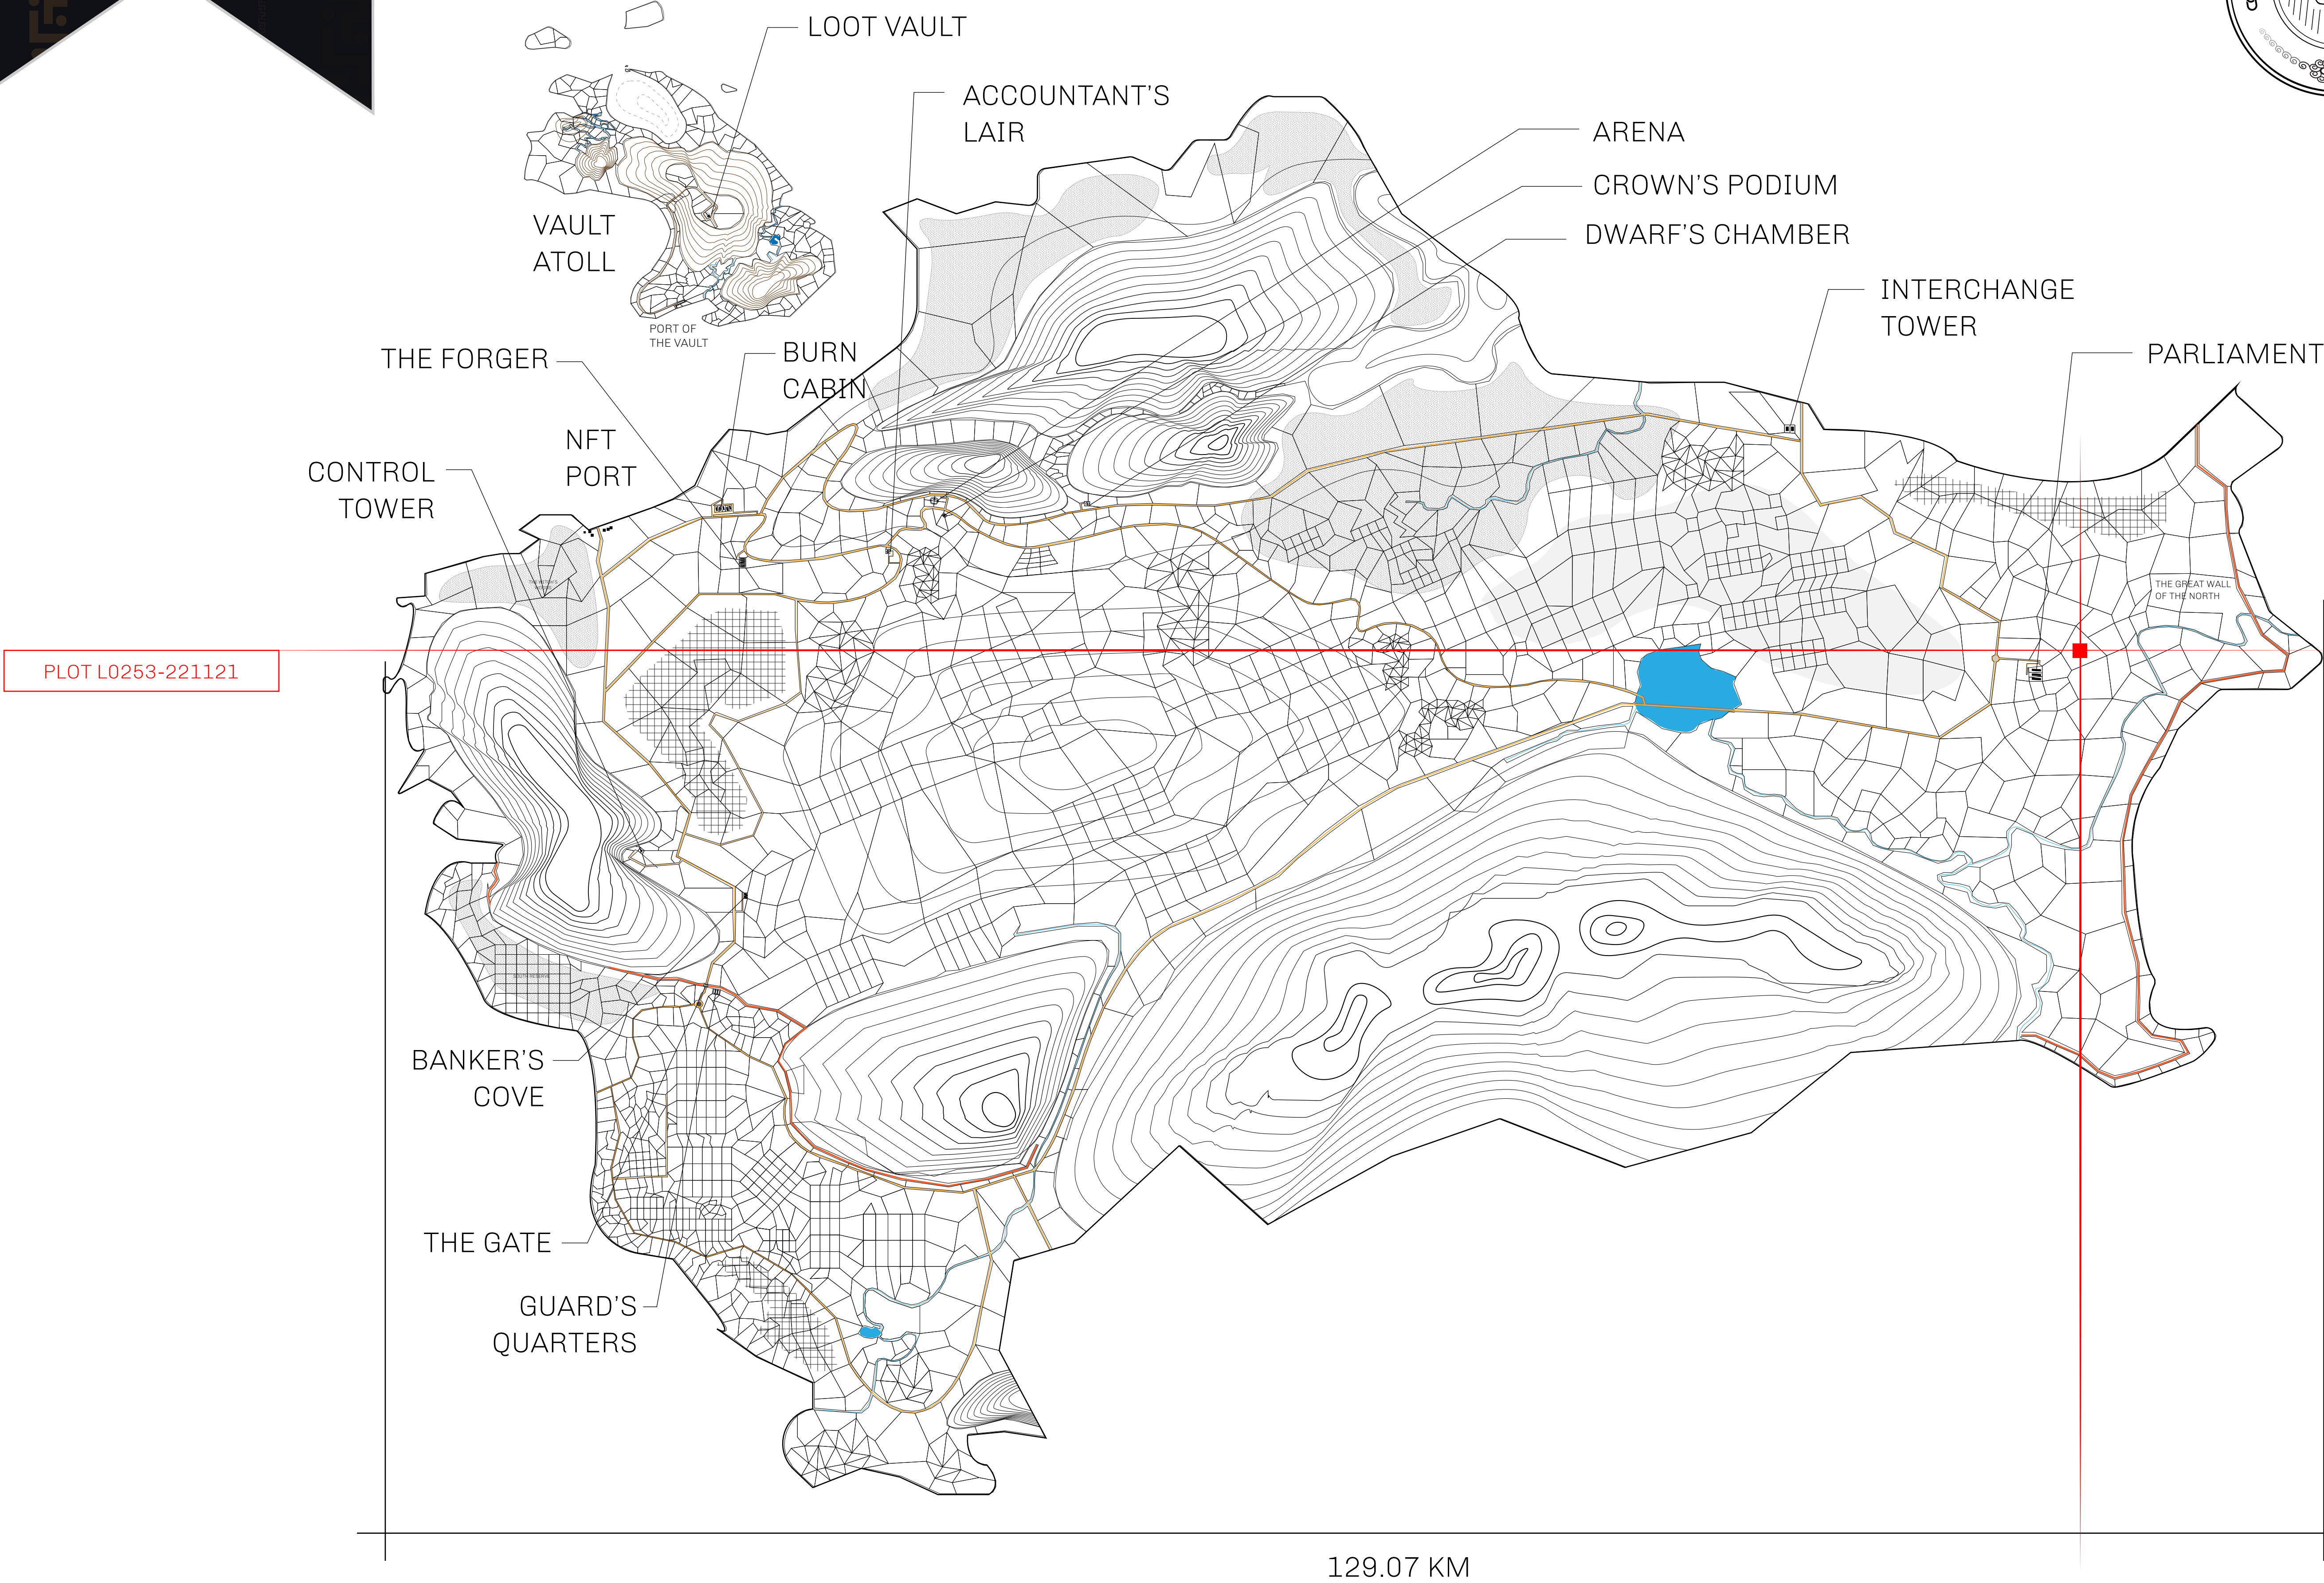 LOOT VAULT
ACCOUNTANT'S
LAIR
ARENA
CROWN'S PODIUM
DWARF'S CHAMBER
VAULT
ATOLL
INTERCHANGE
TOWER
PORT OF
THE VAULT
THE FORGER
BURN
CABIN
PARLIAMENT
NFT
PORT
CONTROL
TOWER
THE GREAT WALL
OF THE NORTH
PLOT L0253-221121
SOUTH RESERVE
BANKER'S
COVE
THE GATE
GUARD'S
QUARTERS
129.07 KM